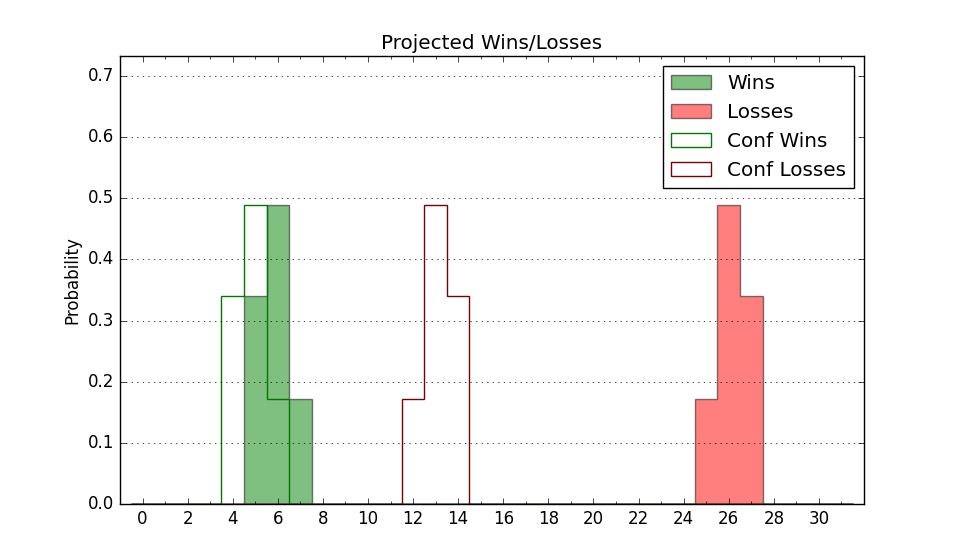 Projected Wins/Losses
Wins
Losses
Conf Wins
Conf Losses
Probability
0.7
0.6
0.5
0.4
0.3
0.2
0.1
0.0
0 2 4 6 8 10 12 14 16 18 20 22 24 26 28 30